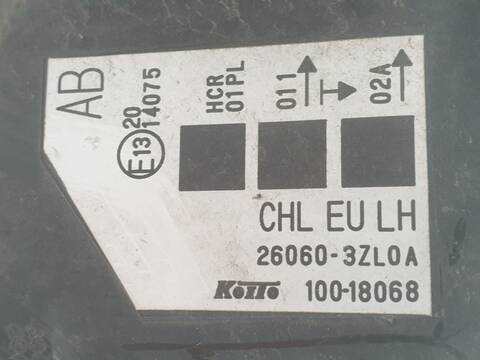 AB
E13
20
14075
HCR
01PL
011
02A
CHL EU LH
26060-3ZL0A
KOITO 100-18068